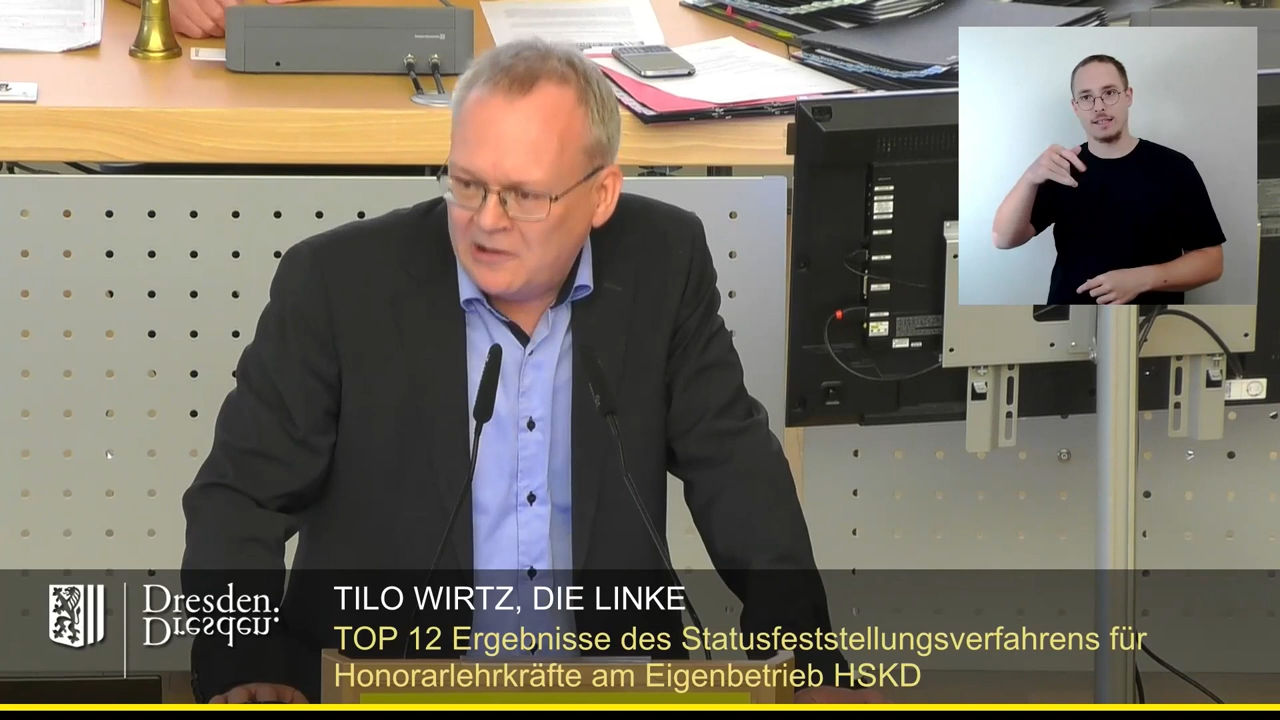 Dresden.
Dresden.
TILO WIRTZ, DIE LINKE
TOP 12 Ergebnisse des Statusfeststellungsverfahrens für
Honorarlehrkräfte am Eigenbetrieb HSKD